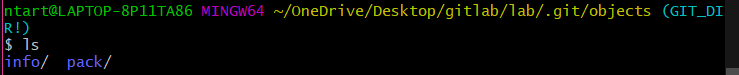 ntart@LAPTOP-8P11TA86 MINGW64 ~/OneDrive/Desktop/gitlab/lab/.git/objects (GIT_DI
R!)
$ ls
info/  pack/